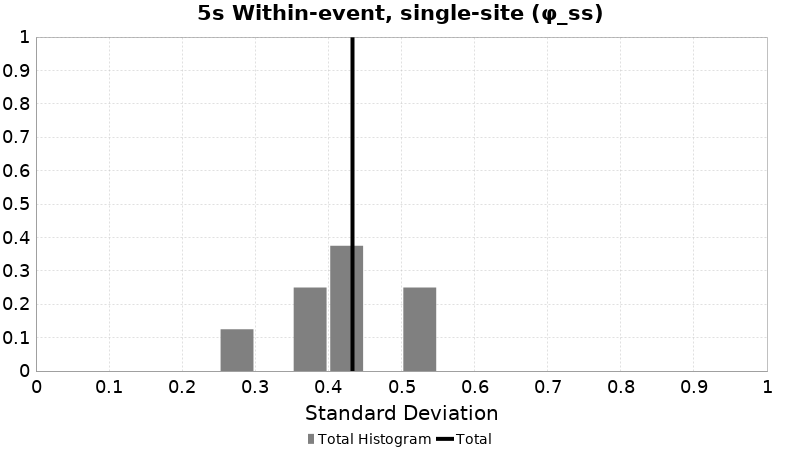 5s Within-event, single-site (φ_ss)
1
0.9
0.8
0.7
0.6
0.5
0.4
0.3
0.2
0.1
0
0 0.1 0.2 0.3 0.4 0.5 0.6 0.7 0.8 0.9 1
Standard Deviation
Total Histogram Total